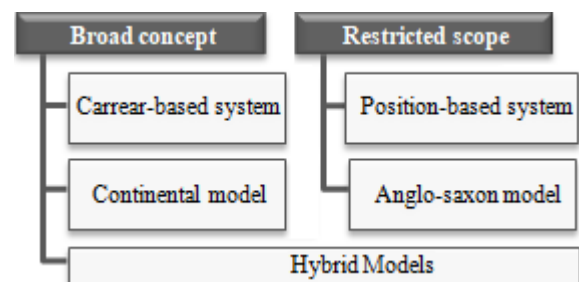 Broad concept
Carrear-based system
Continental model
Restricted scope
Position-based system
Anglo-saxon model
Hybrid Models